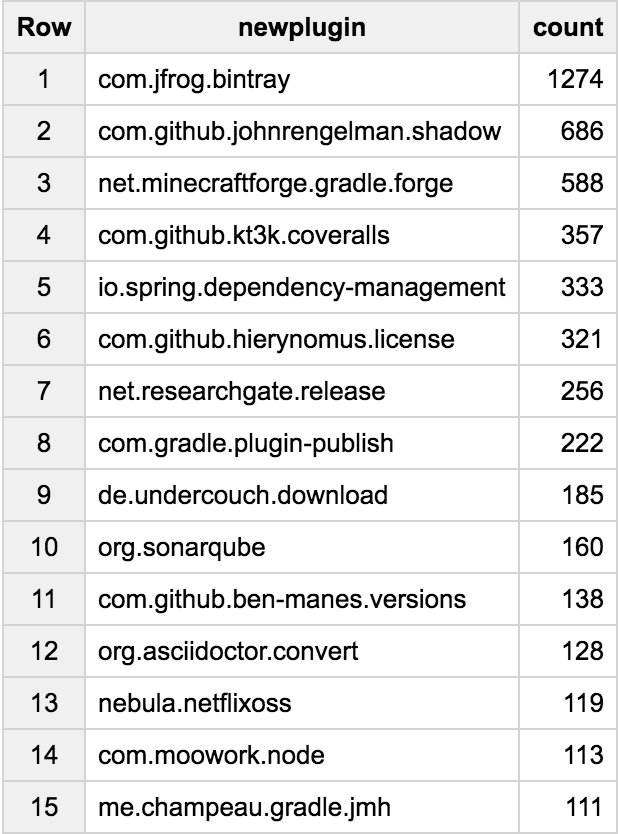 Row newplugin count
1 com.jfrog.bintray 1274
2 com.github.johnrengelman.shadow 686
3 net.minecraftforge.gradle.forge 588
4 com.github.kt3k.coveralls 357
5 io.spring.dependency-management 333
6 com.github.hierynomus.license 321
7 net.researchgate.release 256
8 com.gradle.plugin-publish 222
9 de.undercouch.download 185
10 org.sonarqube 160
11 com.github.ben-manes.versions 138
12 org.asciidoctor.convert 128
13 nebula.netflixoss 119
14 com.moowork.node 113
15 me.champeau.gradle.jmh 111